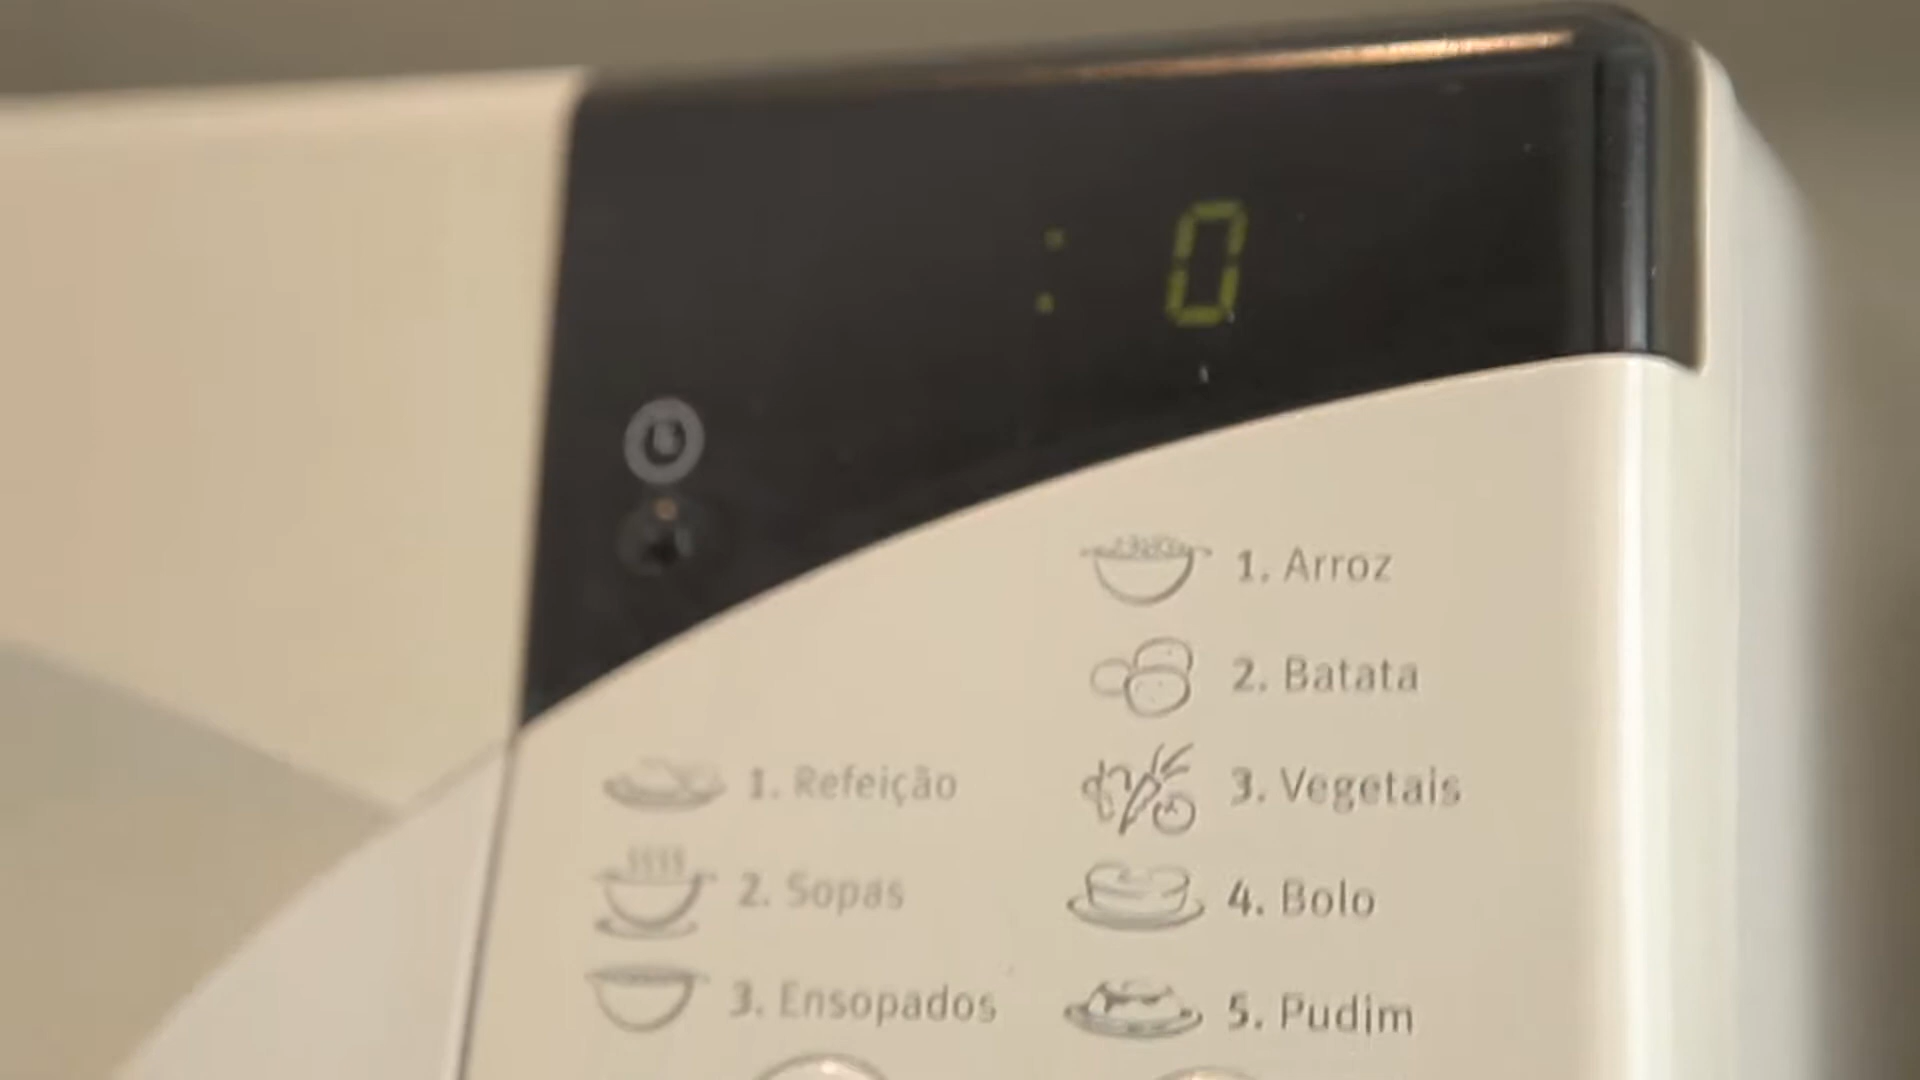 : 0
1. Arroz
2. Batata
3. Vegetais
4. Bolo
5. Pudim
1. Refeição
2. Sopas
3. Ensopados